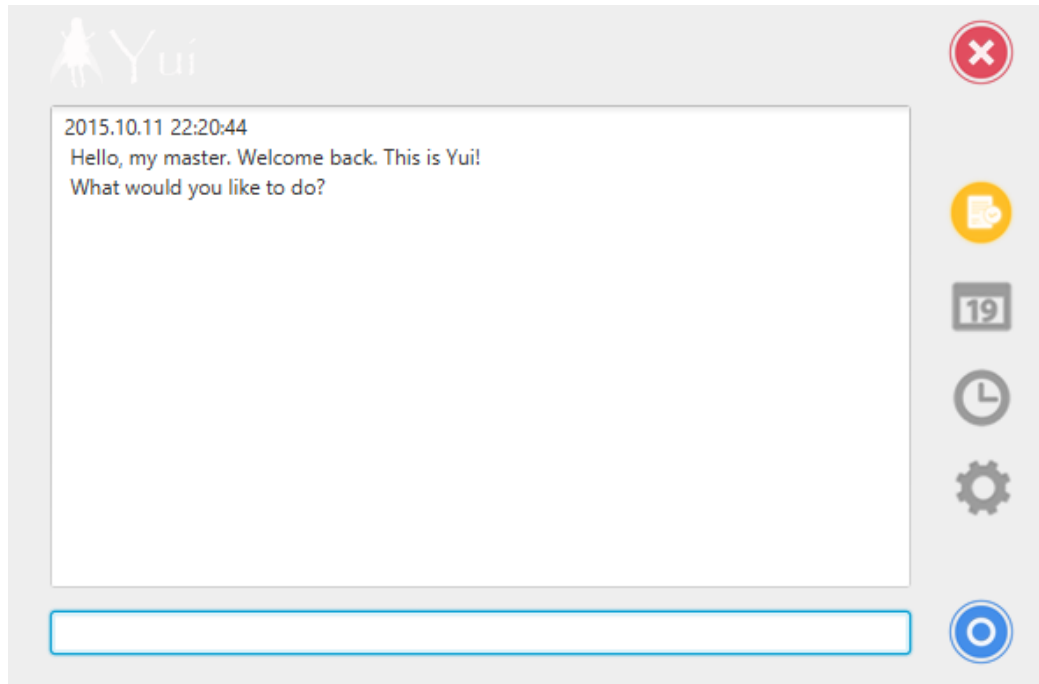 Yui
2015.10.11 22:20:44
Hello, my master. Welcome back. This is Yui!
What would you like to do?
19